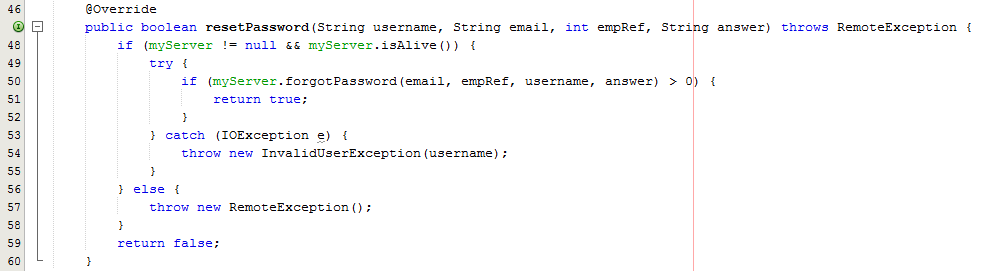 46 @Override
public boolean resetPassword(String username, String email, int empRef, String answer) throws RemoteException {
48 if (myServer != null && myServer.isAlive()) {
49 try {
50 if (myServer.forgotPassword(email, empRef, username, answer) > 0) {
51 return true;
52 }
53 } catch (IOException e) {
54 throw new InvalidUserException(username);
55 }
56 } else {
57 throw new RemoteException();
58 }
59 return false;
60 }